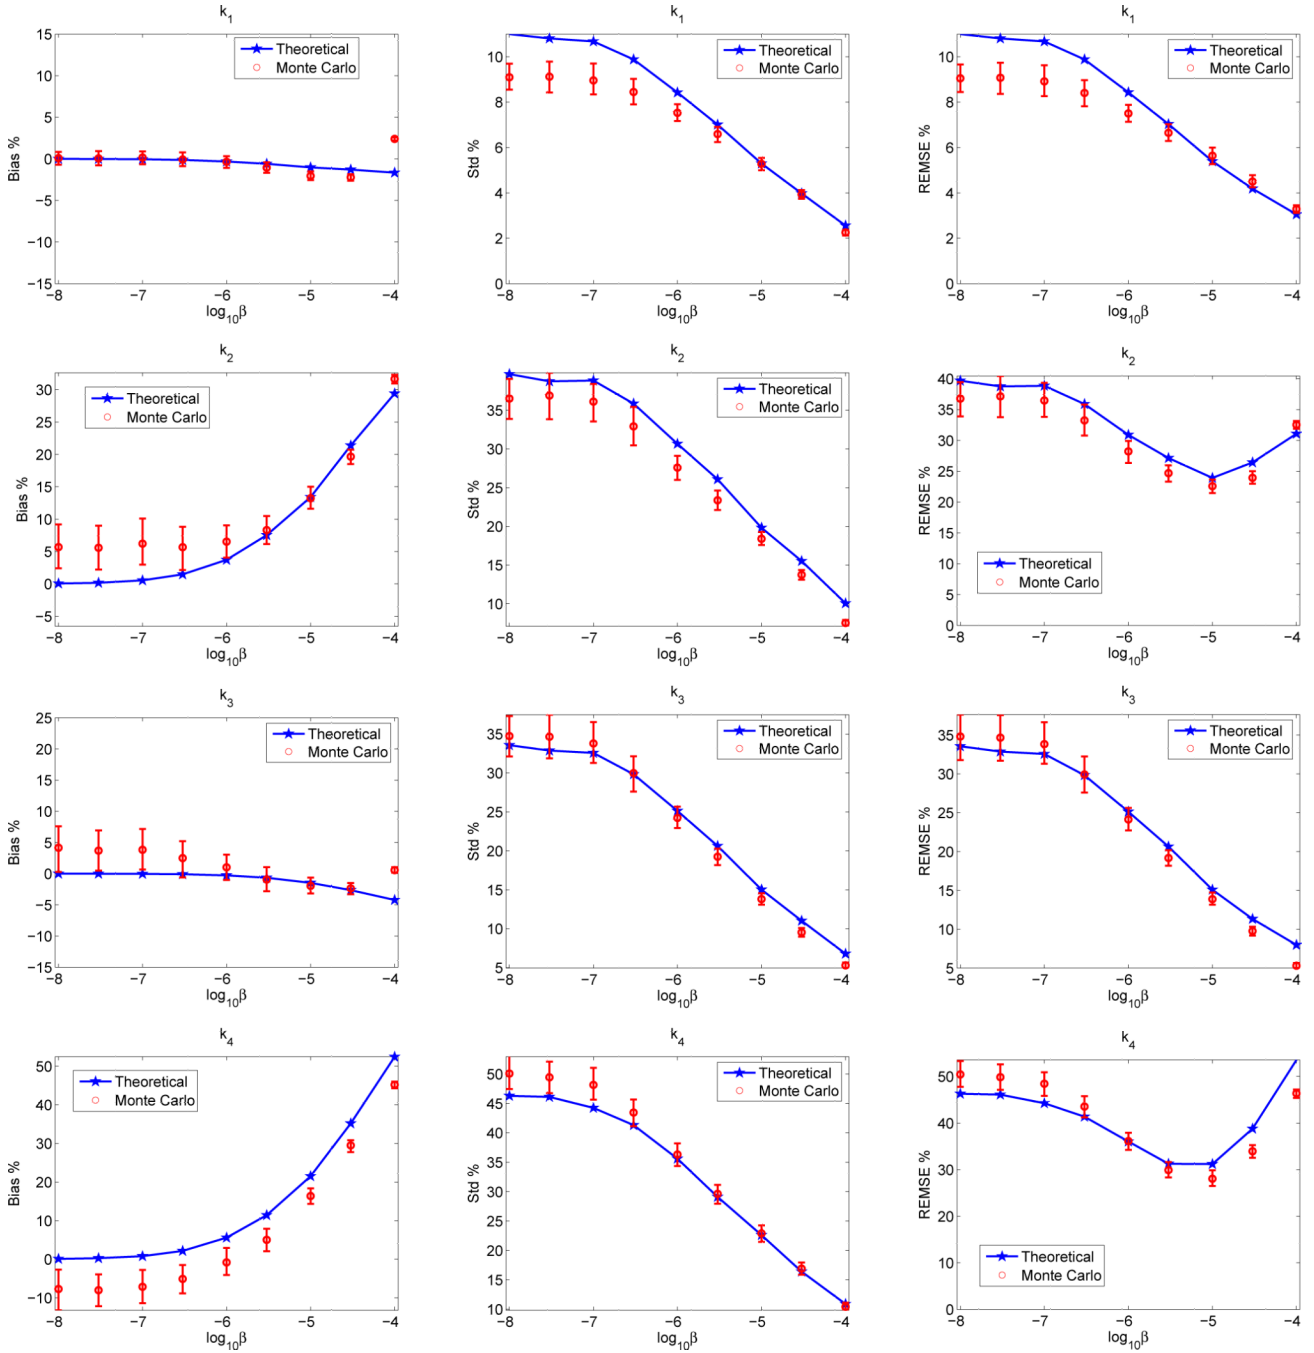 k1
Bias %
15
10
5
0
−5
−10
−15
Theoretical
Monte Carlo
−8 −7 −6 −5 −4
log10β
k1
Std %
10
8
6
4
2
0
Theoretical
Monte Carlo
−8 −7 −6 −5 −4
log10β
k1
REMSE %
10
8
6
4
2
0
Theoretical
Monte Carlo
−8 −7 −6 −5 −4
log10β
k2
Bias %
30
25
20
15
10
5
0
−5
Theoretical
Monte Carlo
−8 −7 −6 −5 −4
log10β
k2
Std %
35
30
25
20
15
10
Theoretical
Monte Carlo
−8 −7 −6 −5 −4
log10β
k2
REMSE %
40
35
30
25
20
15
10
5
0
Theoretical
Monte Carlo
−8 −7 −6 −5 −4
log10β
k3
Bias %
25
20
15
10
5
0
−5
−10
−15
Theoretical
Monte Carlo
−8 −7 −6 −5 −4
log10β
k3
Std %
35
30
25
20
15
10
5
Theoretical
Monte Carlo
−8 −7 −6 −5 −4
log10β
k3
REMSE %
35
30
25
20
15
10
5
Theoretical
Monte Carlo
−8 −7 −6 −5 −4
log10β
k4
Bias %
50
40
30
20
10
0
−10
Theoretical
Monte Carlo
−8 −7 −6 −5 −4
log10β
k4
Std %
50
45
40
35
30
25
20
15
10
Theoretical
Monte Carlo
−8 −7 −6 −5 −4
log10β
k4
REMSE %
50
40
30
20
10
0
Theoretical
Monte Carlo
−8 −7 −6 −5 −4
log10β